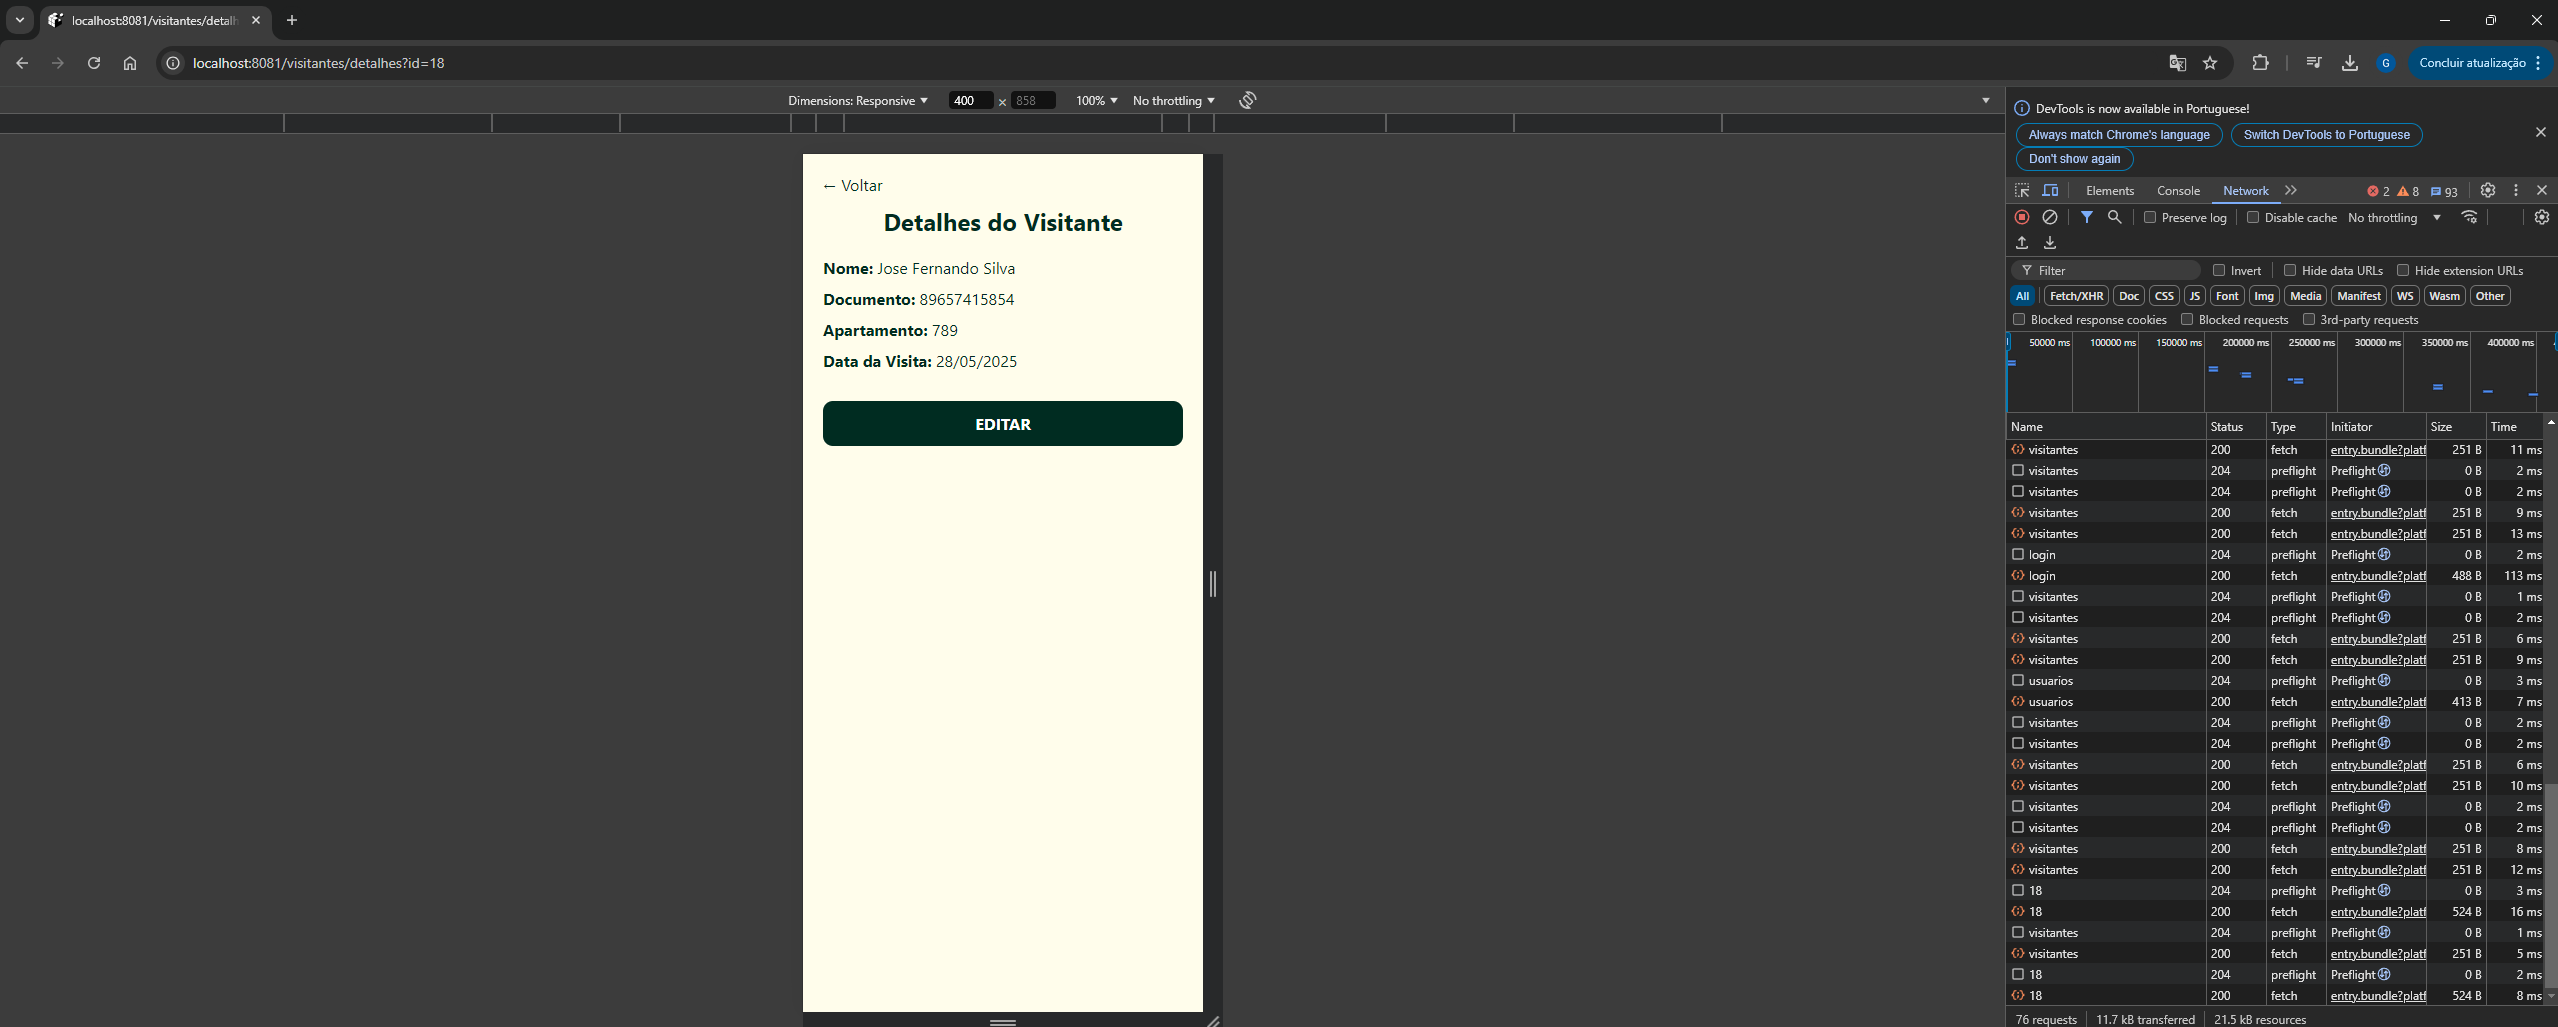 localhost:8081/visitantes/detalh
localhost:8081/visitantes/detalhes?id=18
G
Concluir atualização
Dimensions: Responsive 400 × 858 100% No throttling
← Voltar
Detalhes do Visitante
Nome: Jose Fernando Silva
Documento: 89657415854
Apartamento: 789
Data da Visita: 28/05/2025
EDITAR
DevTools is now available in Portuguese!
Always match Chrome's language Switch DevTools to Portuguese
Don't show again
Elements Console Network 2 8 93
Preserve log Disable cache No throttling
Filter Invert Hide data URLs Hide extension URLs
All Fetch/XHR Doc CSS JS Font Img Media Manifest WS Wasm Other
Blocked response cookies Blocked requests 3rd-party requests
50000 ms 100000 ms 150000 ms 200000 ms 250000 ms 300000 ms 350000 ms 400000 ms
Name Status Type Initiator Size Time
visitantes 200 fetch entry.bundle?platf 251 B 11 ms
visitantes 204 preflight Preflight 0 B 2 ms
visitantes 204 preflight Preflight 0 B 2 ms
visitantes 200 fetch entry.bundle?platf 251 B 9 ms
visitantes 200 fetch entry.bundle?platf 251 B 13 ms
login 204 preflight Preflight 0 B 2 ms
login 200 fetch entry.bundle?platf 488 B 113 ms
visitantes 204 preflight Preflight 0 B 1 ms
visitantes 204 preflight Preflight 0 B 2 ms
visitantes 200 fetch entry.bundle?platf 251 B 6 ms
visitantes 200 fetch entry.bundle?platf 251 B 9 ms
usuarios 204 preflight Preflight 0 B 3 ms
usuarios 200 fetch entry.bundle?platf 413 B 7 ms
visitantes 204 preflight Preflight 0 B 2 ms
visitantes 204 preflight Preflight 0 B 2 ms
visitantes 200 fetch entry.bundle?platf 251 B 6 ms
visitantes 200 fetch entry.bundle?platf 251 B 10 ms
visitantes 204 preflight Preflight 0 B 2 ms
visitantes 204 preflight Preflight 0 B 2 ms
visitantes 200 fetch entry.bundle?platf 251 B 8 ms
visitantes 200 fetch entry.bundle?platf 251 B 12 ms
18 204 preflight Preflight 0 B 3 ms
18 200 fetch entry.bundle?platf 524 B 16 ms
visitantes 204 preflight Preflight 0 B 1 ms
visitantes 200 fetch entry.bundle?platf 251 B 5 ms
18 204 preflight Preflight 0 B 2 ms
18 200 fetch entry.bundle?platf 524 B 8 ms
76 requests 11.7 kB transferred 21.5 kB resources